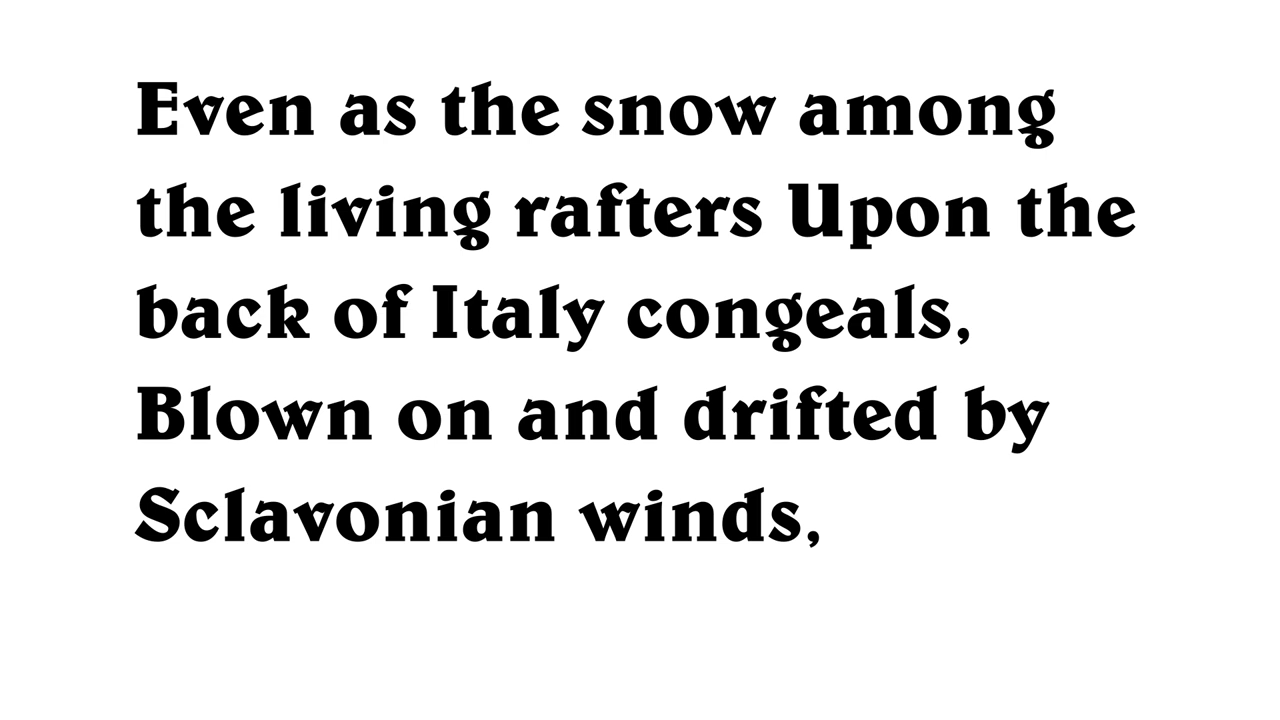 Even as the snow among
the living rafters Upon the
back of Italy congeals,
Blown on and drifted by
Sclavonian winds,